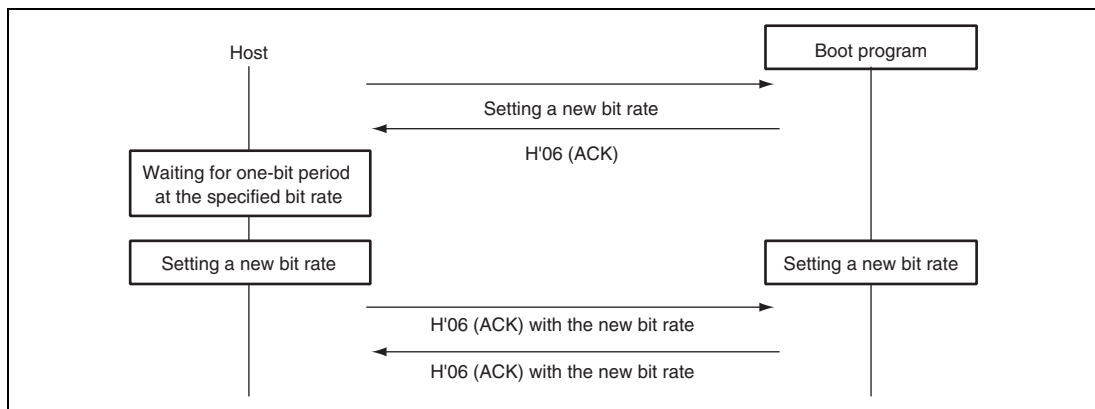 Host
Boot program
Setting a new bit rate
H'06 (ACK)
Waiting for one-bit period
at the specified bit rate
Setting a new bit rate
Setting a new bit rate
H'06 (ACK) with the new bit rate
H'06 (ACK) with the new bit rate